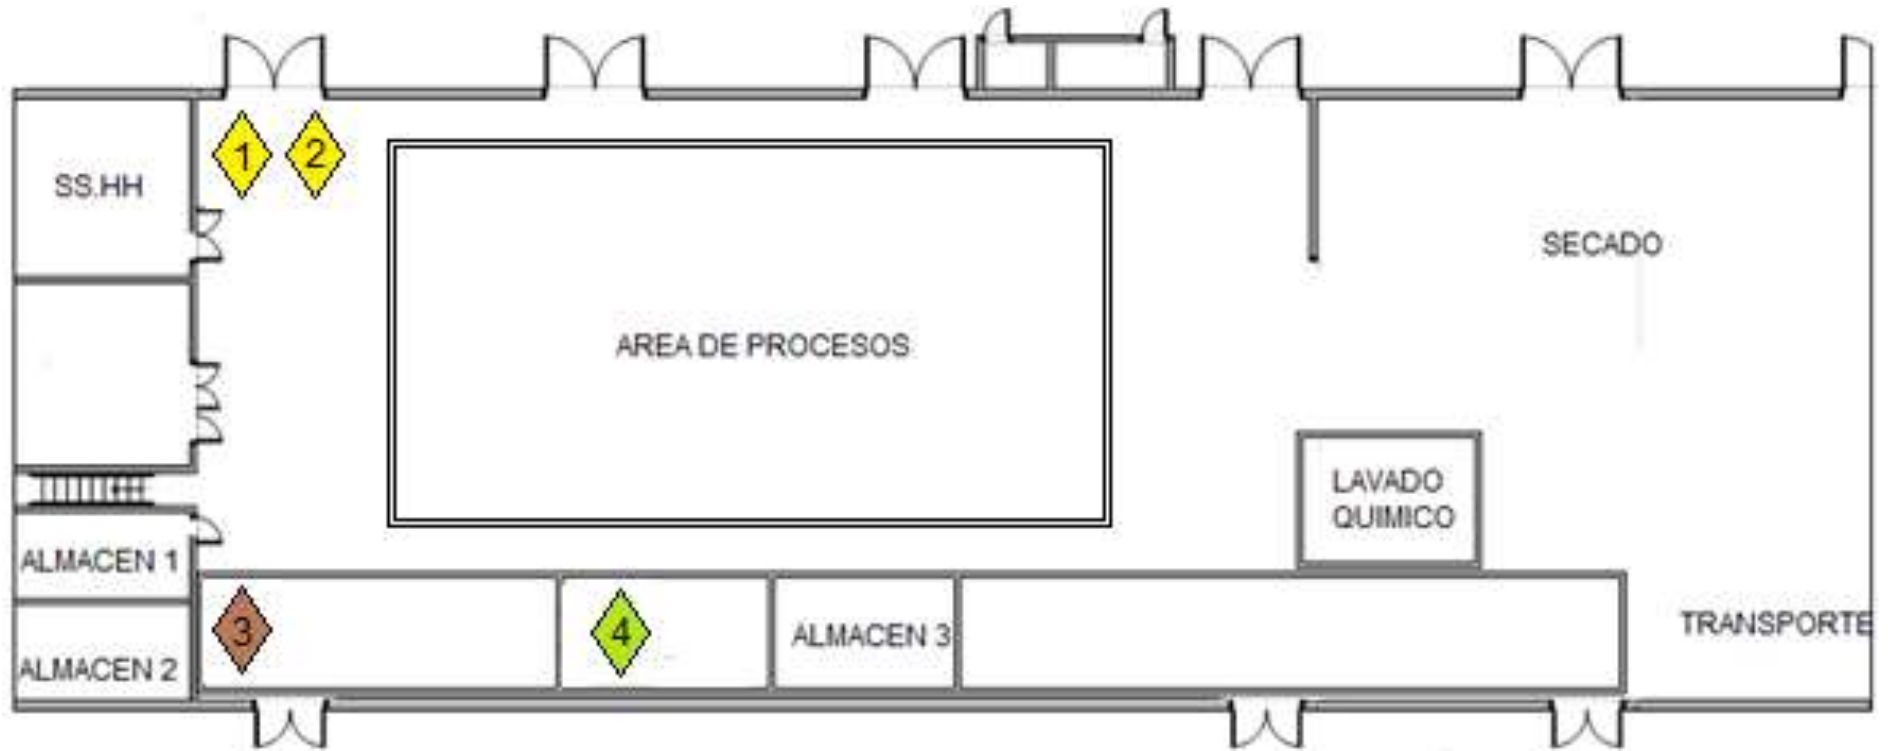 1
2
SS.HH
SECADO
AREA DE PROCESOS
LAVADO
QUIMICO
ALMACEN 1
3
4
ALMACEN 3
TRANSPORTE
ALMACEN 2